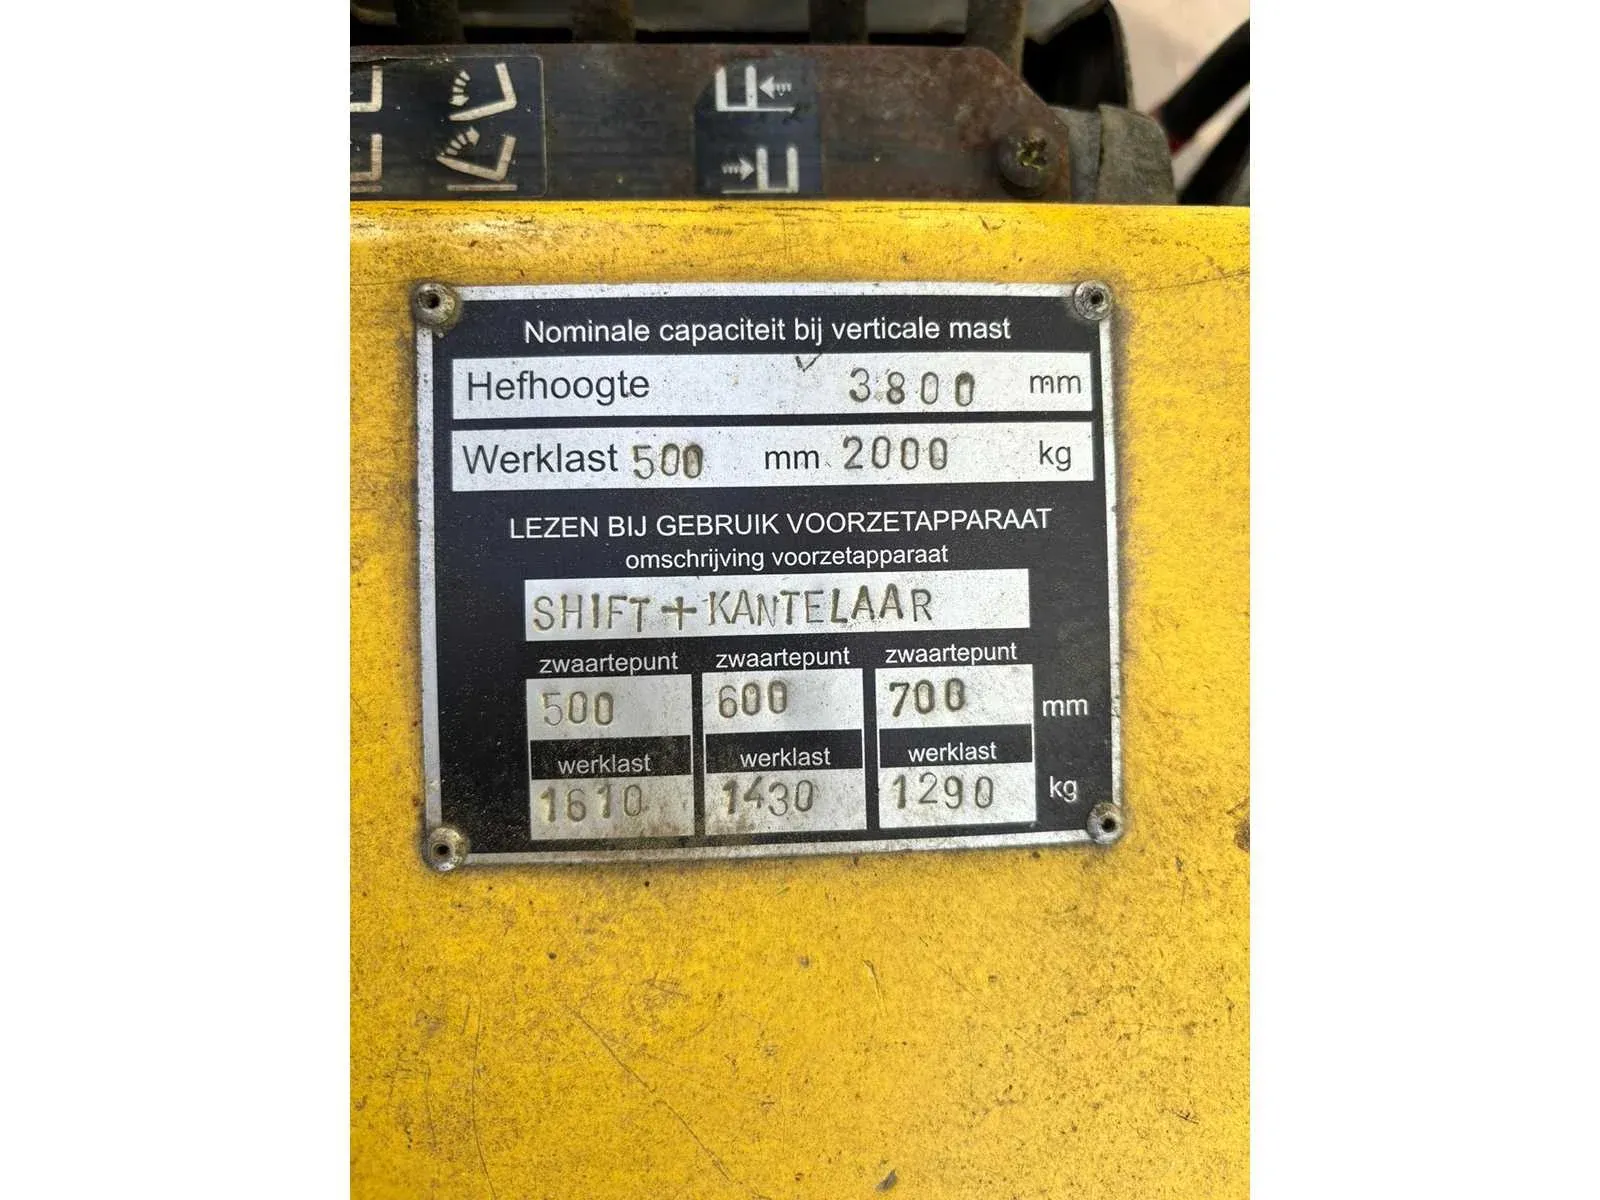 Nominale capaciteit bij verticale mast
Hefhoogte 3800 mm
Werklast 500 mm 2000 kg
LEZEN BIJ GEBRUIK VOORZETAPPARAAT
omschrijving voorzetapparaat
SHIFT + KANTELAAR
zwaartepunt zwaartepunt zwaartepunt
500 600 700 mm
werklast werklast werklast
1610 1430 1290 kg